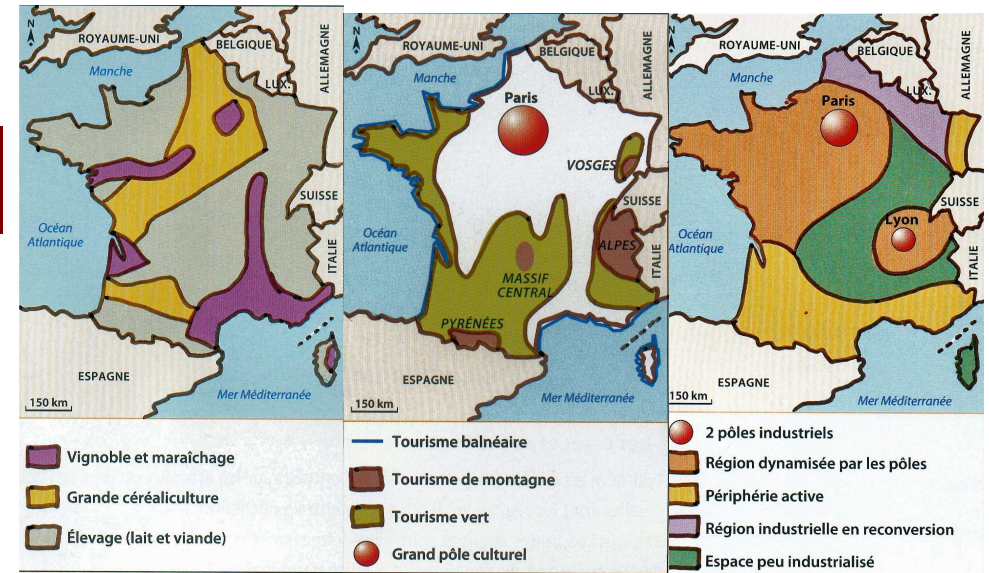 N
ROYAUME-UNI
BELGIQUE
ALLEMAGNE
Manche
LUX.
SUISSE
Océan
Atlantique
ITALIE
ESPAGNE
Mer Méditerranée
150 km
Vignoble et maraîchage
Grande céréaliculture
Élevage (lait et viande)
N
ROYAUME-UNI
BELGIQUE
ALLEMAGNE
Manche
LUX.
Paris
VOSGES
SUISSE
Océan
Atlantique
ALPES
ITALIE
MASSIF
CENTRAL
PYRÉNÉES
ESPAGNE
Mer Méditerranée
150 km
Tourisme balnéaire
Tourisme de montagne
Tourisme vert
Grand pôle culturel
N
ROYAUME-UNI
BELGIQUE
ALLEMAGNE
Manche
LUX.
Paris
SUISSE
Lyon
Océan
Atlantique
ITALIE
ESPAGNE
Mer Méditerranée
150 km
2 pôles industriels
Région dynamisée par les pôles
Périphérie active
Région industrielle en reconversion
Espace peu industrialisé